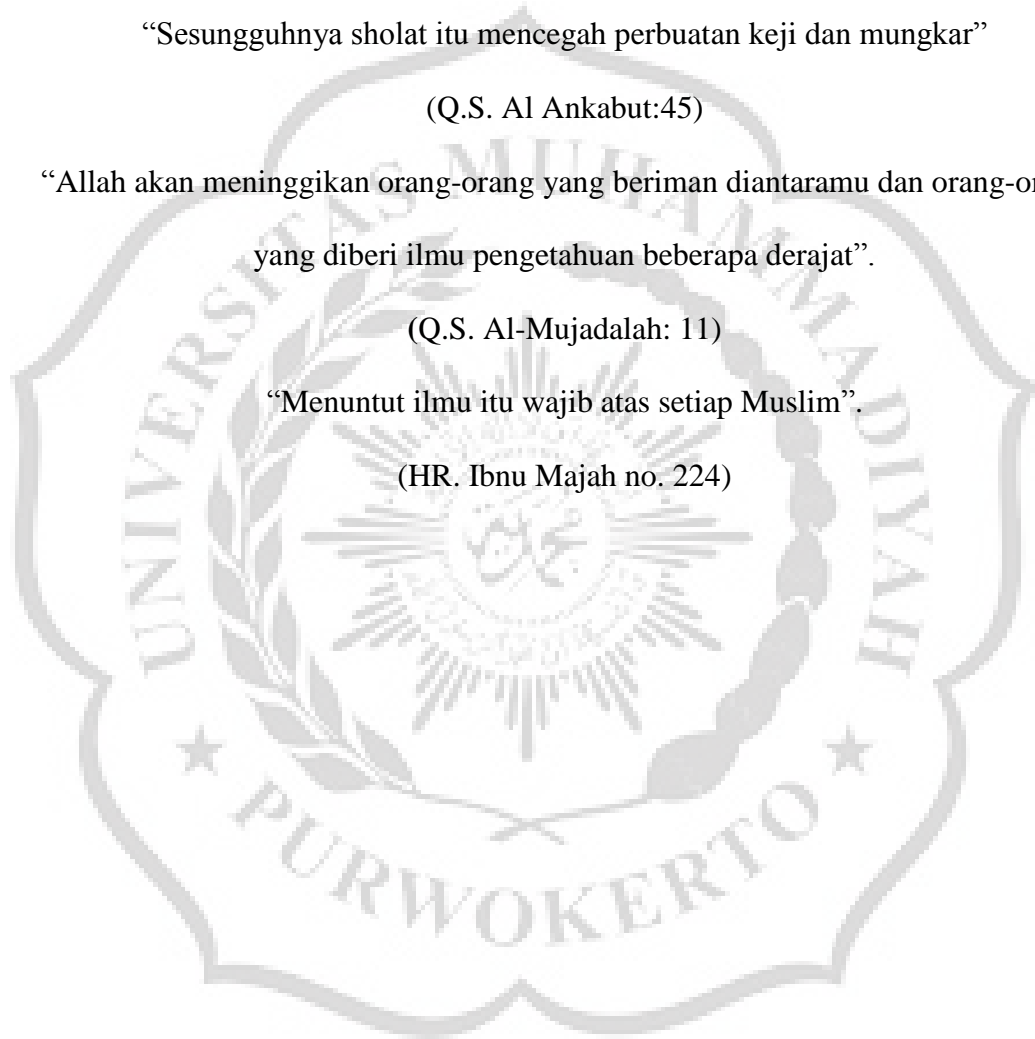 “Sesungguhnya sholat itu mencegah perbuatan keji dan mungkar”
(Q.S. Al Ankabut:45)
“Allah akan meninggikan orang-orang yang beriman diantaramu dan
yang diberi ilmu pengetahuan beberapa derajat”.
(Q.S. Al-Mujadalah: 11)
“Menuntut ilmu itu wajib atas setiap Muslim”.
(HR. Ibnu Majah no. 224)
UNIVERSITAS MUHAMMADIYAH
PURWOKERTO